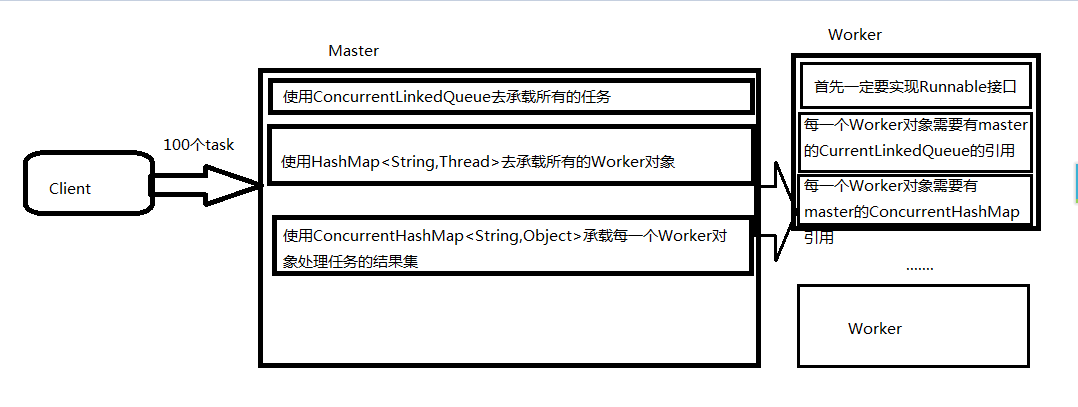 Master
Worker
使用ConcurrentLinkedQueue去承载所有的任务
首先一定要实现Runnable接口
100个task
使用HashMap<String,Thread>去承载所有的Worker对象
每一个Worker对象需要有master
的CurrentLinkedQueue的引用
Client
每一个Worker对象需要有
master的ConcurrentHashMap
引用
使用ConcurrentHashMap<String,Object>承载每一个Worker对
象处理任务的结果集
.......
Worker